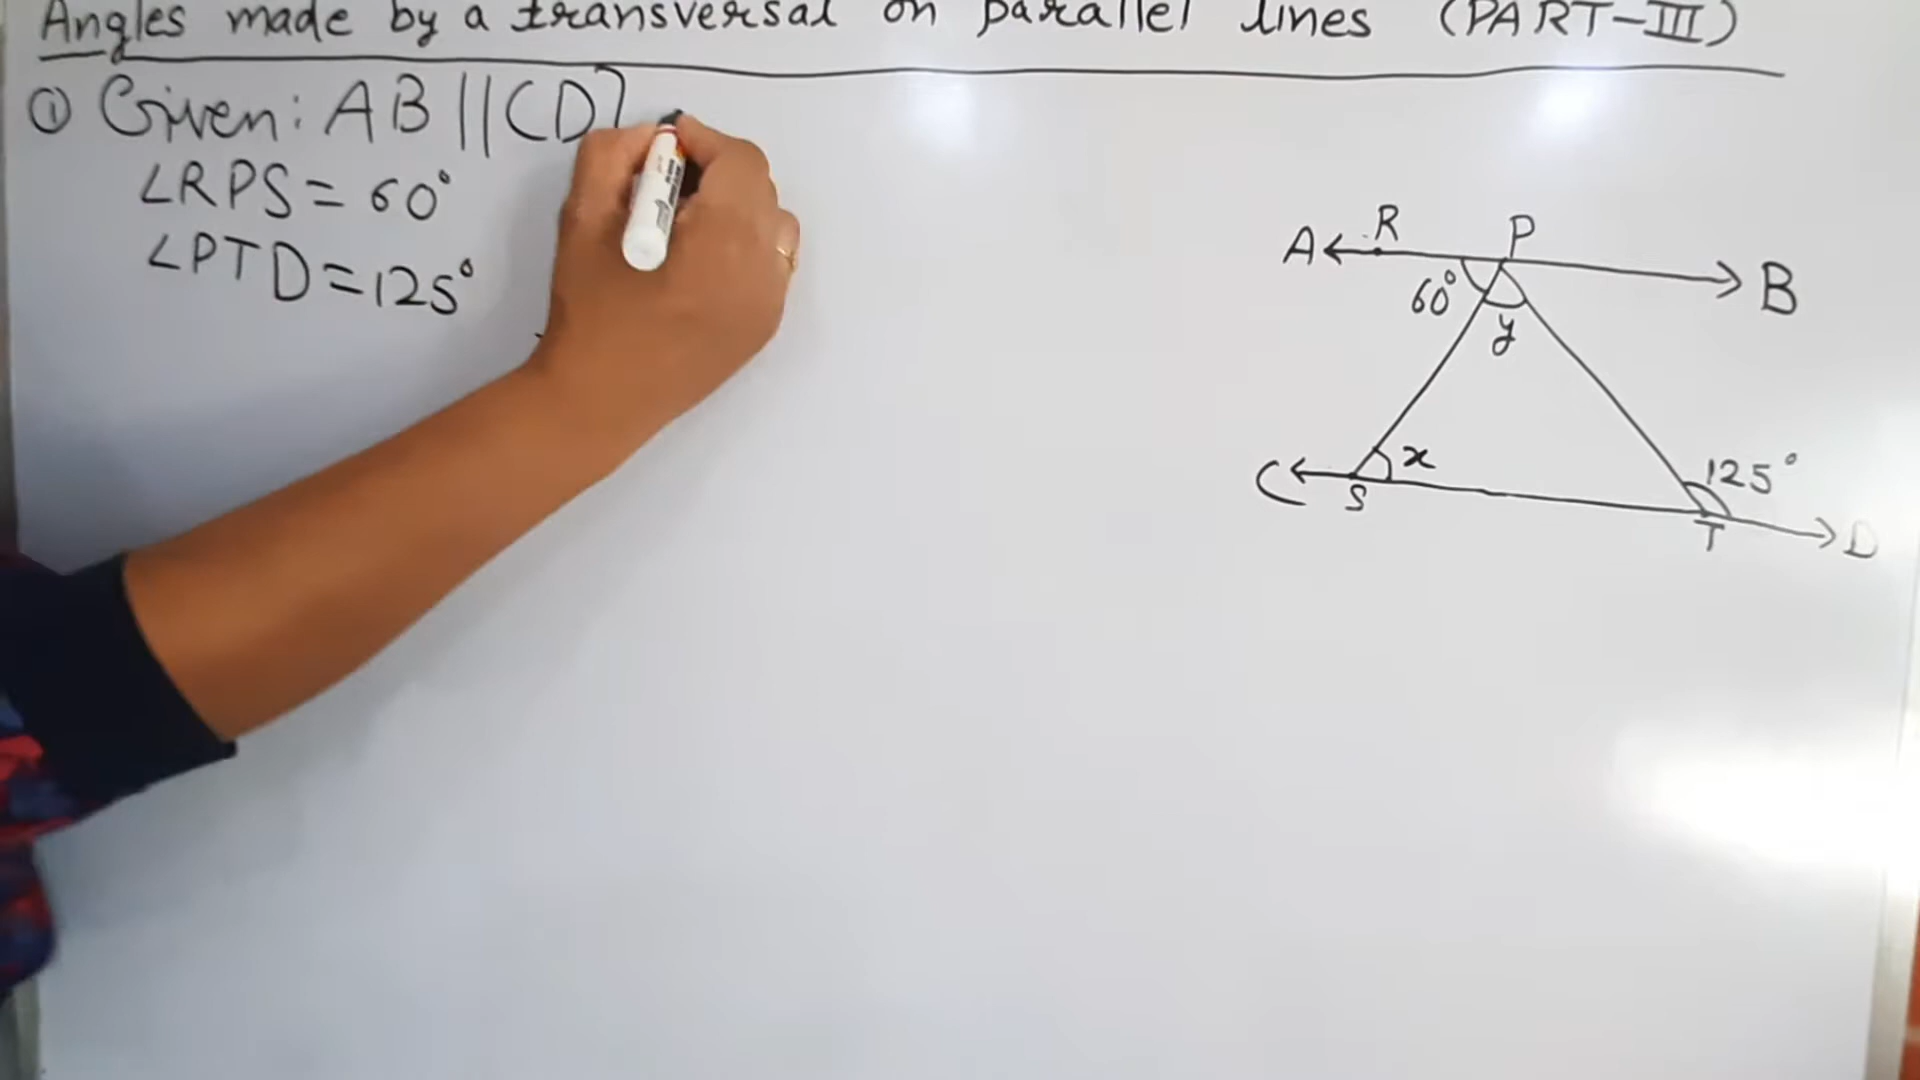 Angles made by a transversal on parallel lines (PART-III)
① Given: AB || CD
∠RPS = 60°
∠PTD = 125°
A R P B
60° y
C S x 125° T D